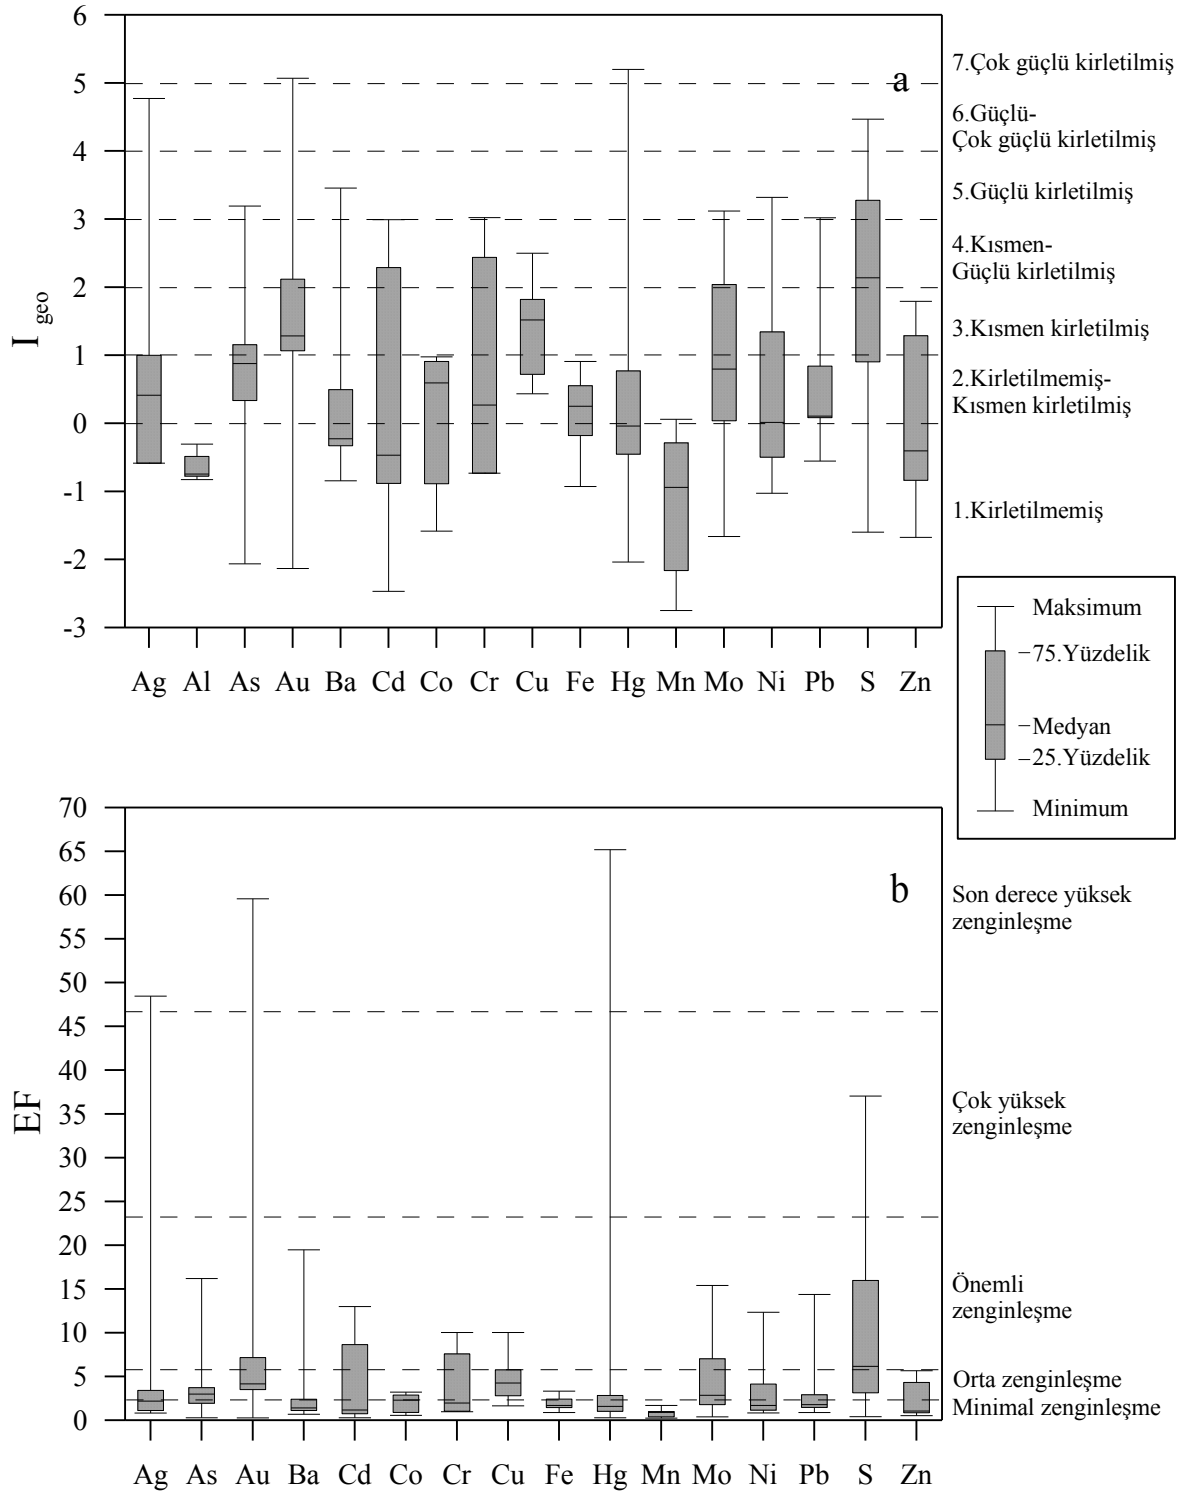 6
5
4
3
2
1
0
-1
-2
-3
I geo
a
Ag Al As Au Ba Cd Co Cr Cu Fe Hg Mn Mo Ni Pb S Zn
7.Çok güçlü kirletilmiş
6.Güçlü-
Çok güçlü kirletilmiş
5.Güçlü kirletilmiş
4.Kısmen-
Güçlü kirletilmiş
3.Kısmen kirletilmiş
2.Kirletilmemiş-
Kısmen kirletilmiş
1.Kirletilmemiş
Maksimum
75.Yüzdelik
Medyan
25.Yüzdelik
Minimum
70
65
60
55
50
45
40
35
30
25
20
15
10
5
0
EF
b
Ag As Au Ba Cd Co Cr Cu Fe Hg Mn Mo Ni Pb S Zn
Son derece yüksek
zenginleşme
Çok yüksek
zenginleşme
Önemli
zenginleşme
Orta zenginleşme
Minimal zenginleşme